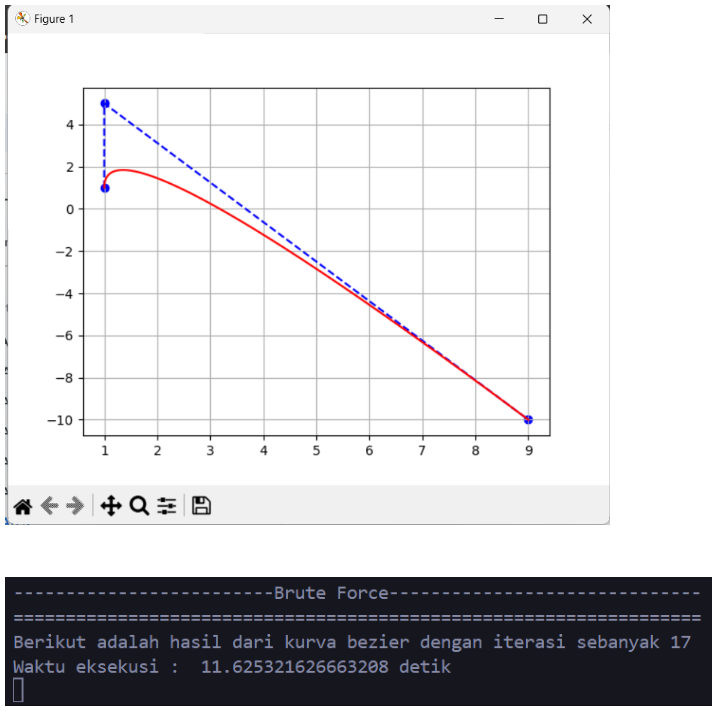 Figure 1
4
2
0
−2
−4
−6
−8
−10
1 2 3 4 5 6 7 8 9
-------------------------Brute Force------------------------------
==================================================================
Berikut adalah hasil dari kurva bezier dengan iterasi sebanyak 17
Waktu eksekusi :  11.625321626663208 detik